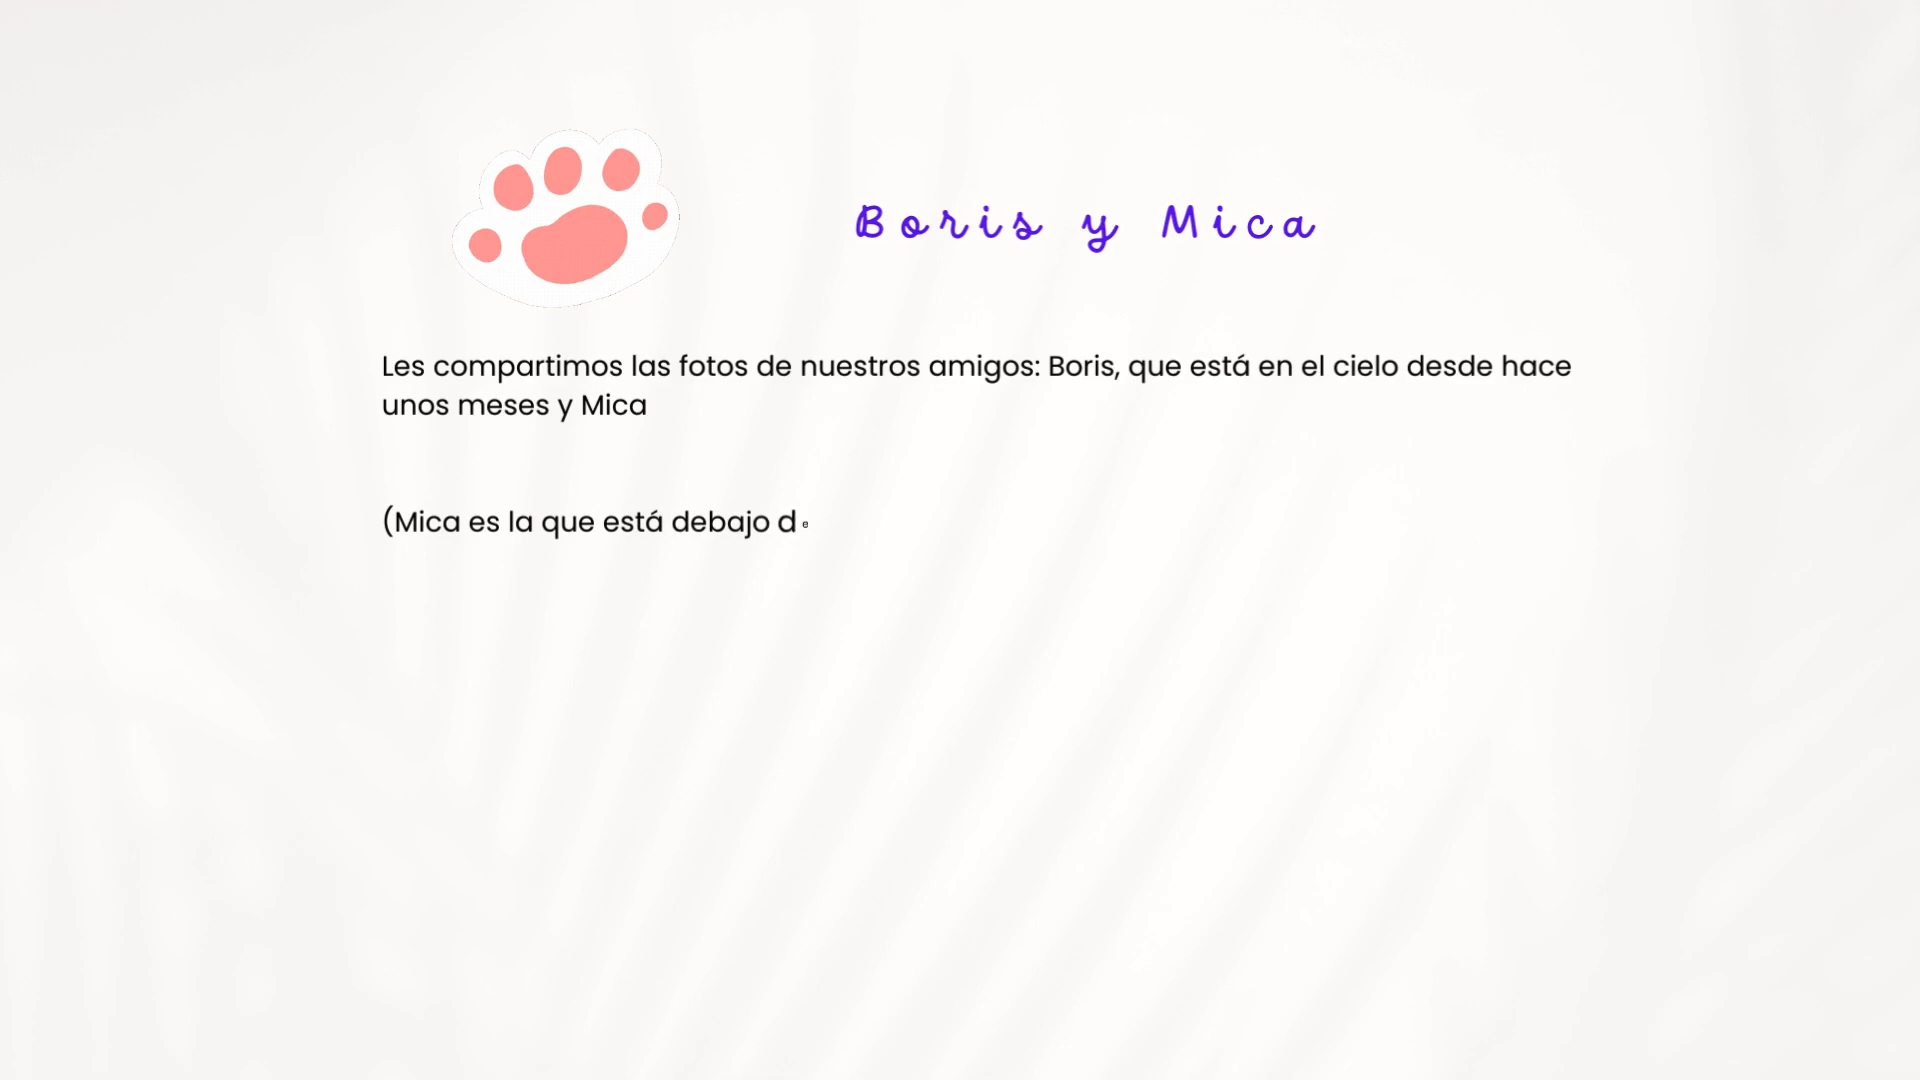 Boris y Mica
Les compartimos las fotos de nuestros amigos: Boris, que está en el cielo desde hace
unos meses y Mica
(Mica es la que está debajo de